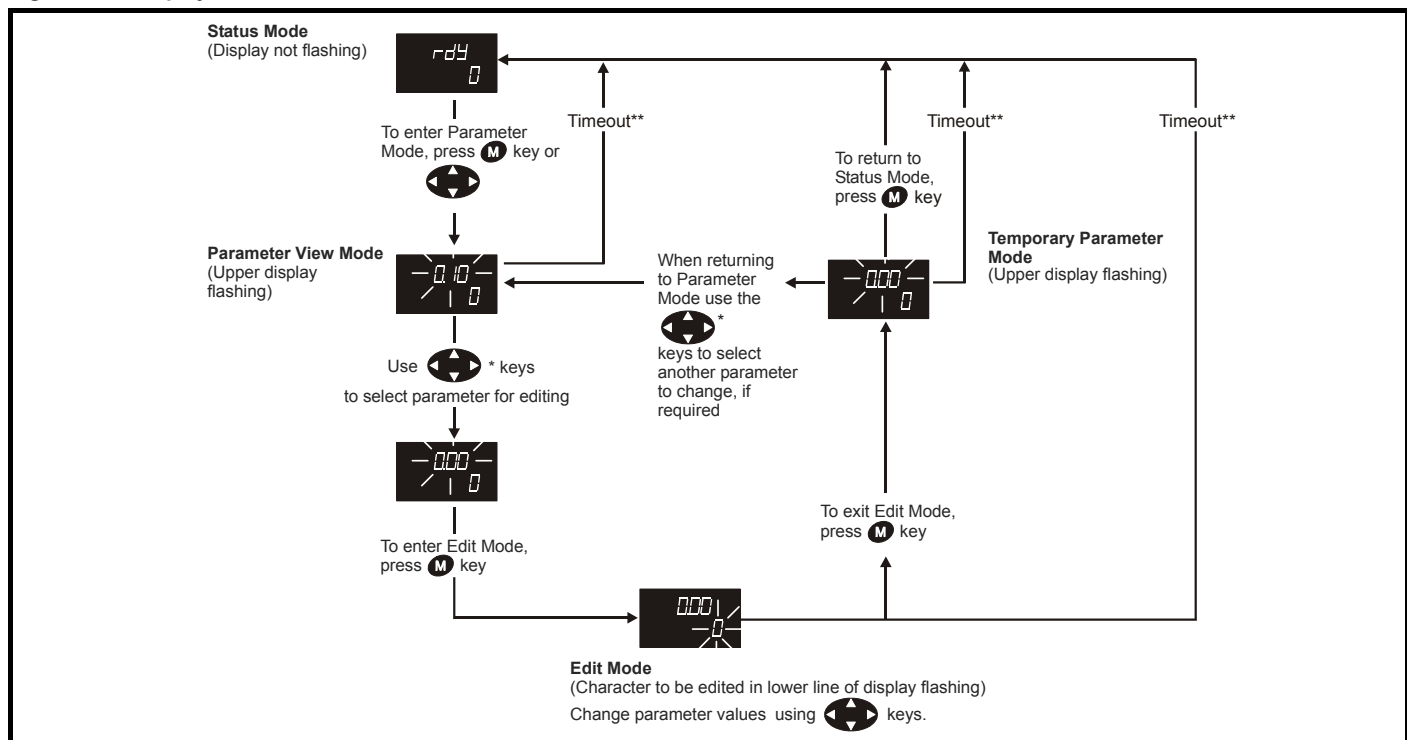 Status Mode
(Display not flashing)
rdY
0
To enter Parameter
Mode, press M key or
Timeout**
Timeout**
Timeout**
To return to
Status Mode,
press M key
Parameter View Mode
(Upper display
flashing)
0.10
0
When returning
to Parameter
Mode use the
*
keys to select
another parameter
to change, if
required
0.00
0
Temporary Parameter
Mode
(Upper display flashing)
Use * keys
to select parameter for editing
0.00
0
To enter Edit Mode,
press M key
To exit Edit Mode,
press M key
0.00
0
Edit Mode
(Character to be edited in lower line of display flashing)
Change parameter values using keys.